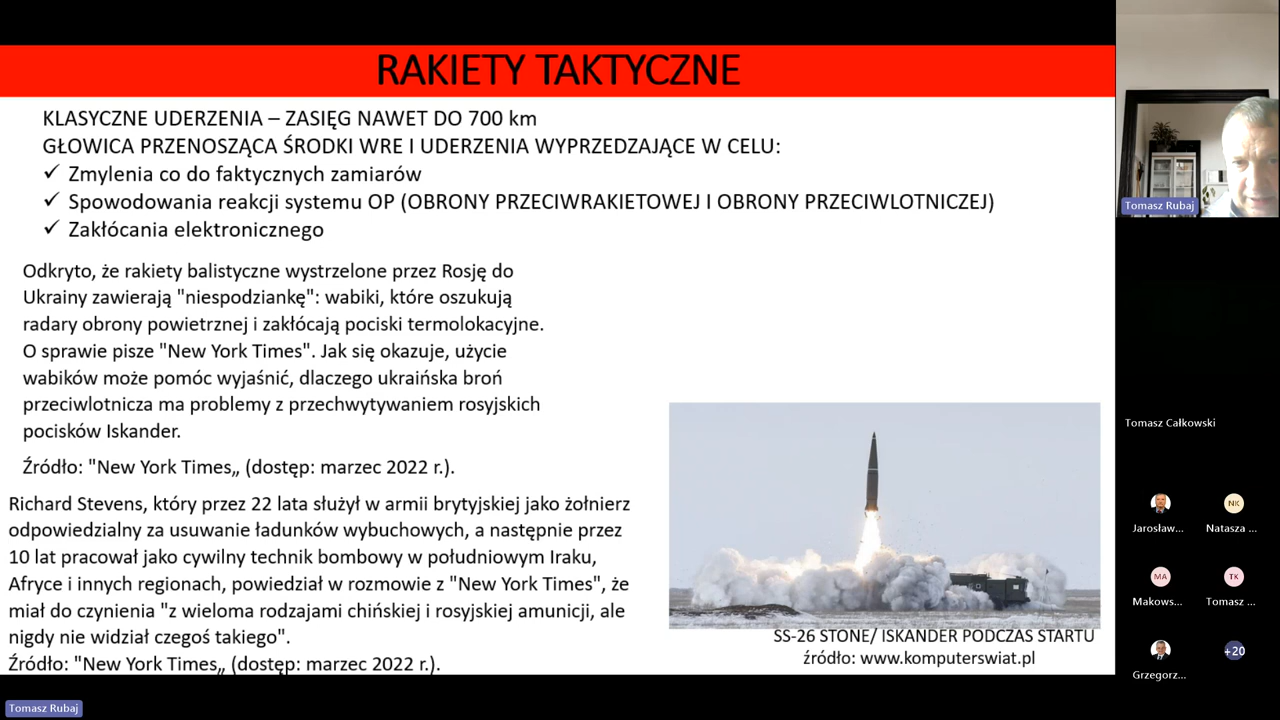 RAKIETY TAKTYCZNE
KLASYCZNE UDERZENIA – ZASIĘG NAWET DO 700 km
GŁOWICA PRZENOSZĄCA ŚRODKI WRE I UDERZENIA WYPRZEDZAJĄCE W CELU:
✓ Zmylenia co do faktycznych zamiarów
✓ Spowodowania reakcji systemu OP (OBRONY PRZECIWRAKIETOWEJ I OBRONY PRZECIWLOTNICZEJ)
✓ Zakłócania elektronicznego
Odkryto, że rakiety balistyczne wystrzelone przez Rosję do
Ukrainy zawierają "niespodziankę": wabiki, które oszukują
radary obrony powietrznej i zakłócają pociski termolokacyjne.
O sprawie pisze "New York Times". Jak się okazuje, użycie
wabików może pomóc wyjaśnić, dlaczego ukraińska broń
przeciwlotnicza ma problemy z przechwytywaniem rosyjskich
pocisków Iskander.
Źródło: "New York Times„ (dostęp: marzec 2022 r.).
Richard Stevens, który przez 22 lata służył w armii brytyjskiej jako żołnierz
odpowiedzialny za usuwanie ładunków wybuchowych, a następnie przez
10 lat pracował jako cywilny technik bombowy w południowym Iraku,
Afryce i innych regionach, powiedział w rozmowie z "New York Times", że
miał do czynienia "z wieloma rodzajami chińskiej i rosyjskiej amunicji, ale
nigdy nie widział czegoś takiego".
Źródło: "New York Times„ (dostęp: marzec 2022 r.).
SS-26 STONE/ ISKANDER PODCZAS STARTU
źródło: www.komputerswiat.pl
Tomasz Rubaj
Tomasz Całkowski
Jarosław...
NK
Natasza ...
MA
Makows...
TK
Tomasz ...
Grzegorz...
+20
Tomasz Rubaj